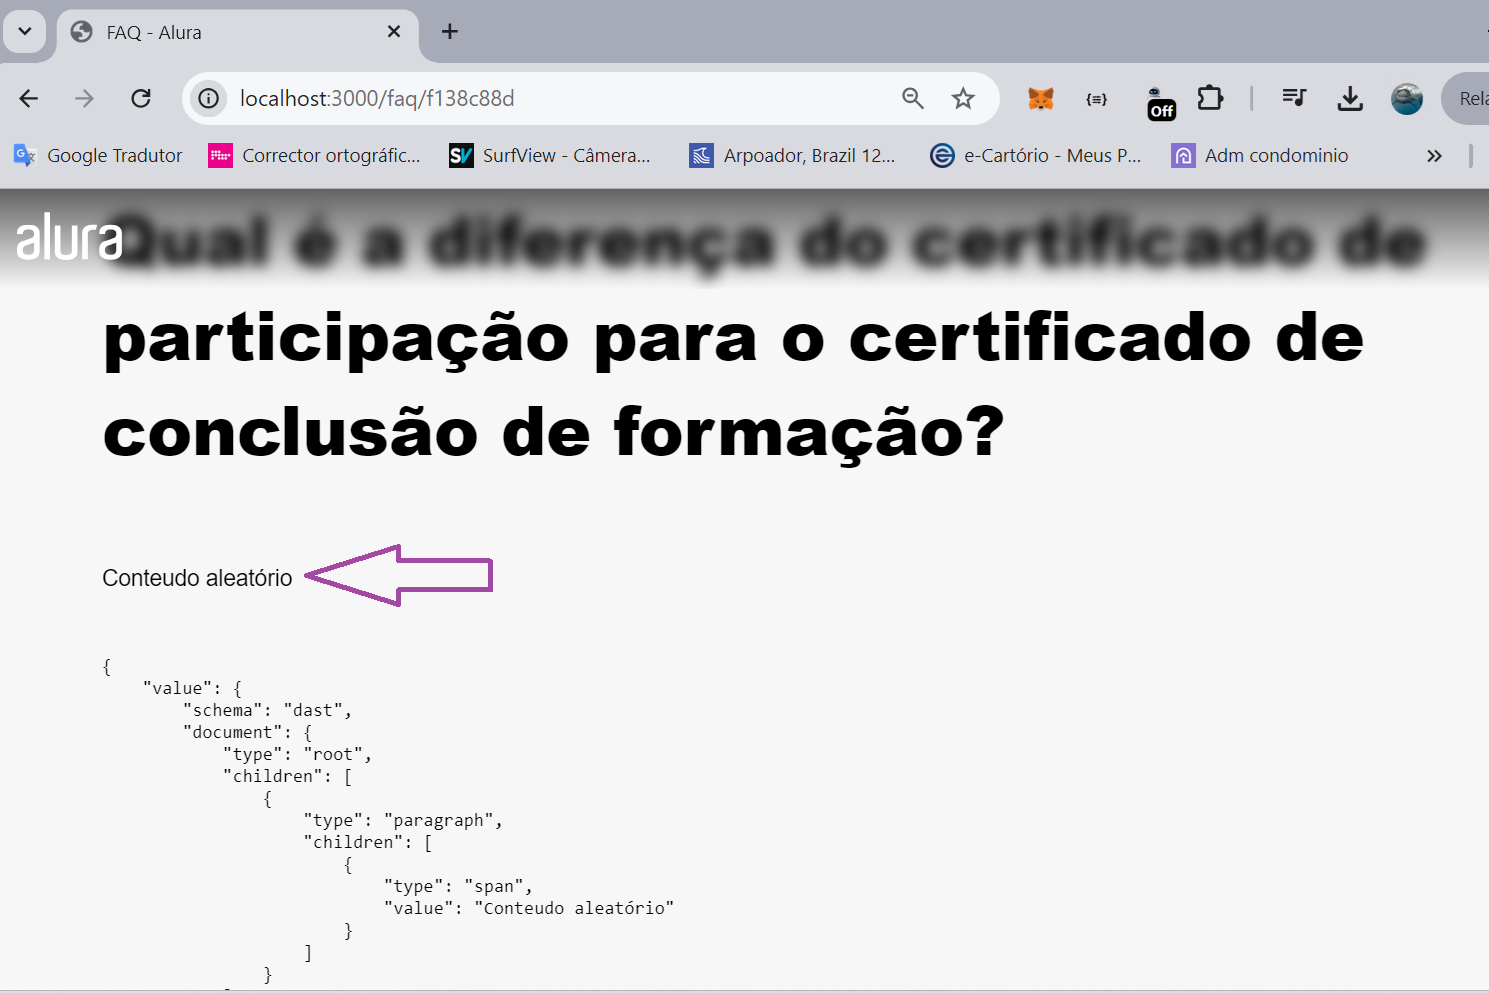 FAQ - Alura
localhost:3000/faq/f138c88d
Off
Google Tradutor
Corrector ortográfic...
SV
SurfView - Câmera...
Arpoador, Brazil 12...
e-Cartório - Meus P...
Adm condominio
alura
Qual é a diferença do certificado de
participação para o certificado de
conclusão de formação?
Conteudo aleatório
{
"value": {
"schema": "dast",
"document": {
"type": "root",
"children": [
{
"type": "paragraph",
"children": [
{
"type": "span",
"value": "Conteudo aleatório"
}
]
}